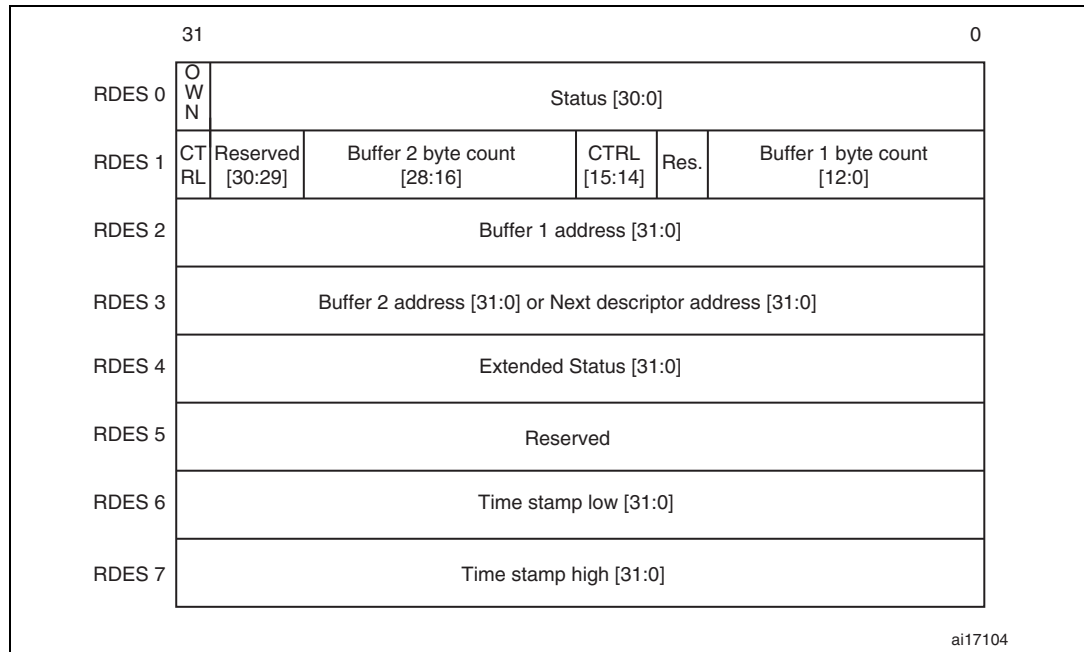 31 0
RDES 0 OWN Status [30:0]
RDES 1 CTRL Reserved [30:29] Buffer 2 byte count [28:16] CTRL [15:14] Res. Buffer 1 byte count [12:0]
RDES 2 Buffer 1 address [31:0]
RDES 3 Buffer 2 address [31:0] or Next descriptor address [31:0]
RDES 4 Extended Status [31:0]
RDES 5 Reserved
RDES 6 Time stamp low [31:0]
RDES 7 Time stamp high [31:0]
ai17104